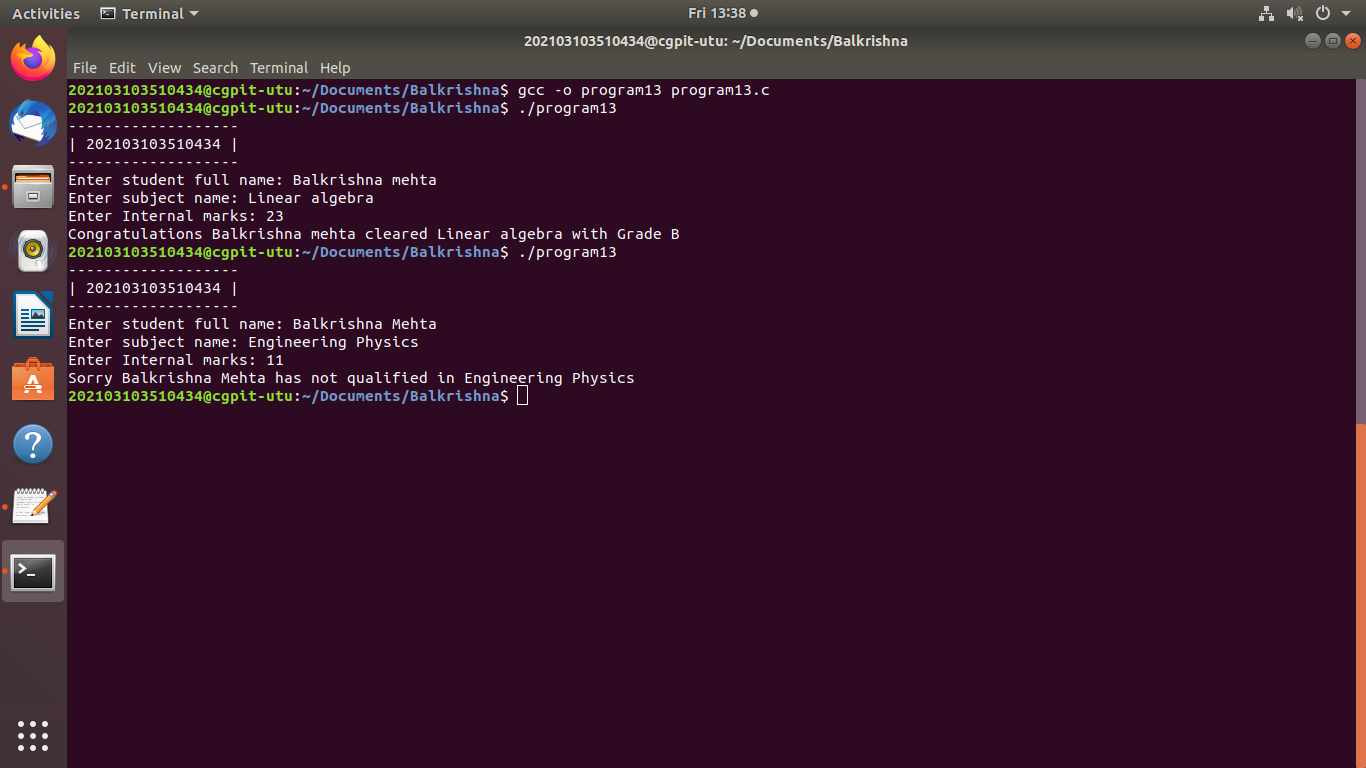 Activities Terminal Fri 13:38
202103103510434@cgpit-utu: ~/Documents/Balkrishna
File Edit View Search Terminal Help
202103103510434@cgpit-utu:~/Documents/Balkrishna$ gcc -o program13 program13.c
202103103510434@cgpit-utu:~/Documents/Balkrishna$ ./program13
-------------------
| 202103103510434 |
-------------------
Enter student full name: Balkrishna mehta
Enter subject name: Linear algebra
Enter Internal marks: 23
Congratulations Balkrishna mehta cleared Linear algebra with Grade B
202103103510434@cgpit-utu:~/Documents/Balkrishna$ ./program13
-------------------
| 202103103510434 |
-------------------
Enter student full name: Balkrishna Mehta
Enter subject name: Engineering Physics
Enter Internal marks: 11
Sorry Balkrishna Mehta has not qualified in Engineering Physics
202103103510434@cgpit-utu:~/Documents/Balkrishna$